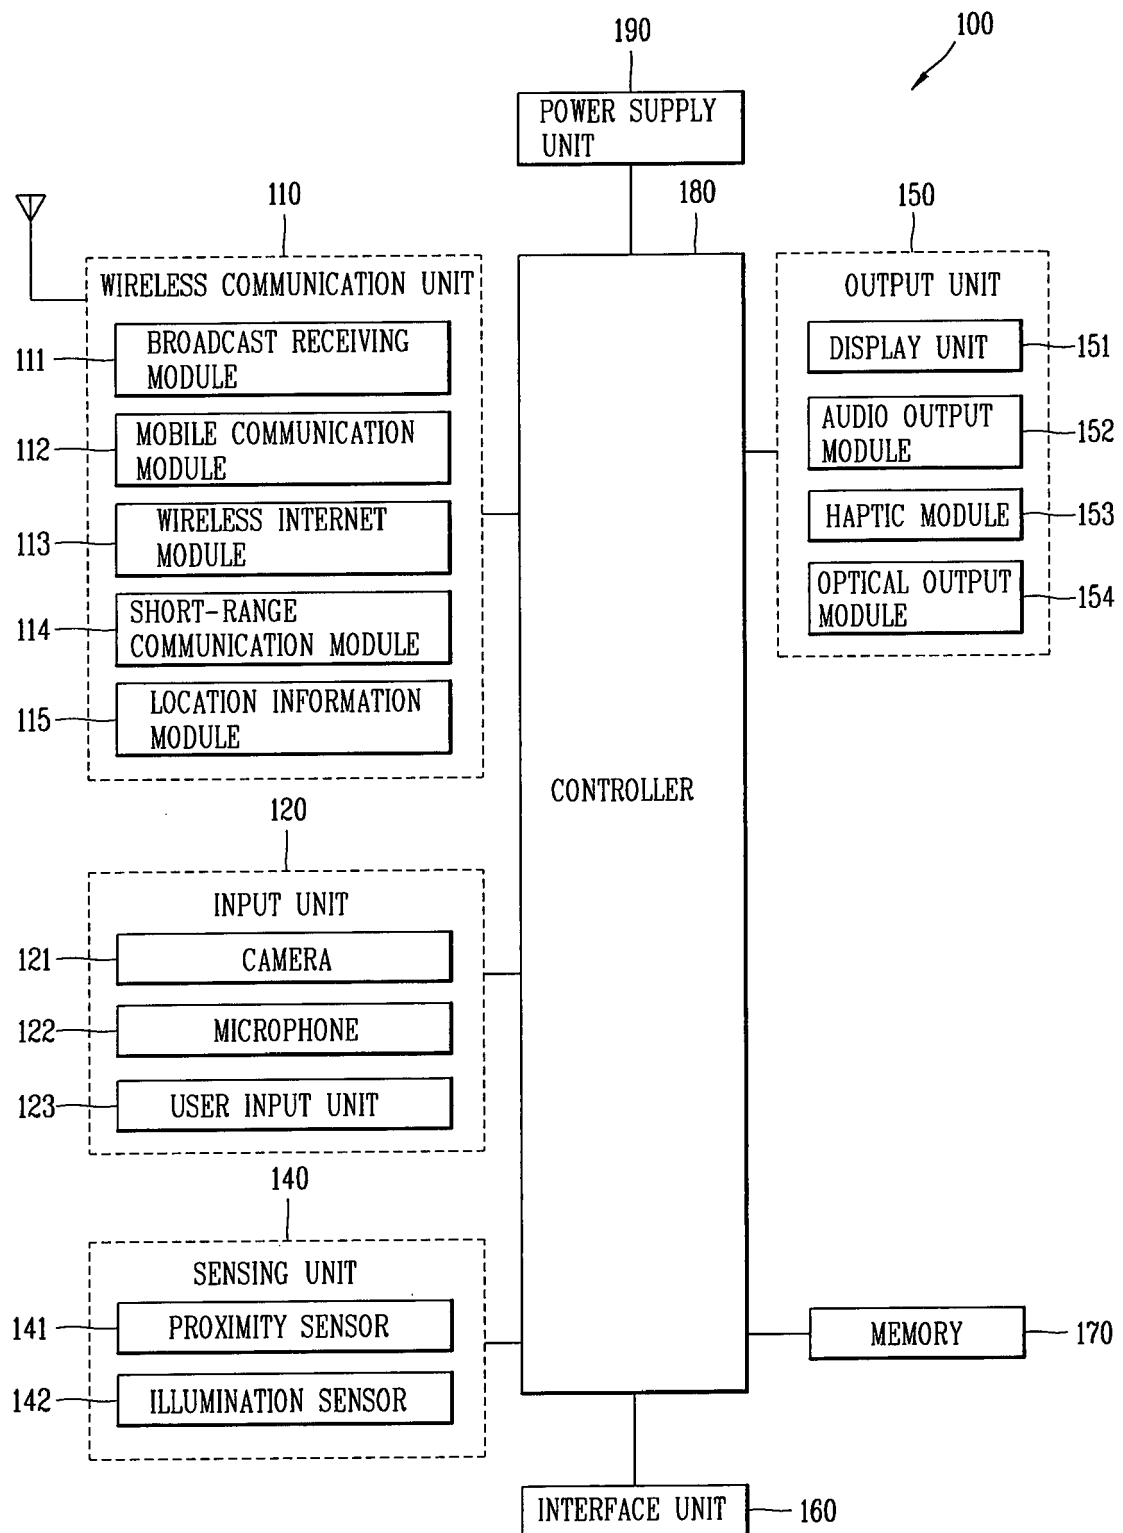 100
190
POWER SUPPLY
UNIT
110
180
150
WIRELESS COMMUNICATION UNIT
111
BROADCAST RECEIVING
MODULE
112
MOBILE COMMUNICATION
MODULE
113
WIRELESS INTERNET
MODULE
114
SHORT-RANGE
COMMUNICATION MODULE
115
LOCATION INFORMATION
MODULE
CONTROLLER
OUTPUT UNIT
DISPLAY UNIT
151
AUDIO OUTPUT
MODULE
152
HAPTIC MODULE
153
OPTICAL OUTPUT
MODULE
154
120
INPUT UNIT
121
CAMERA
122
MICROPHONE
123
USER INPUT UNIT
140
SENSING UNIT
141
PROXIMITY SENSOR
142
ILLUMINATION SENSOR
MEMORY
170
INTERFACE UNIT
160